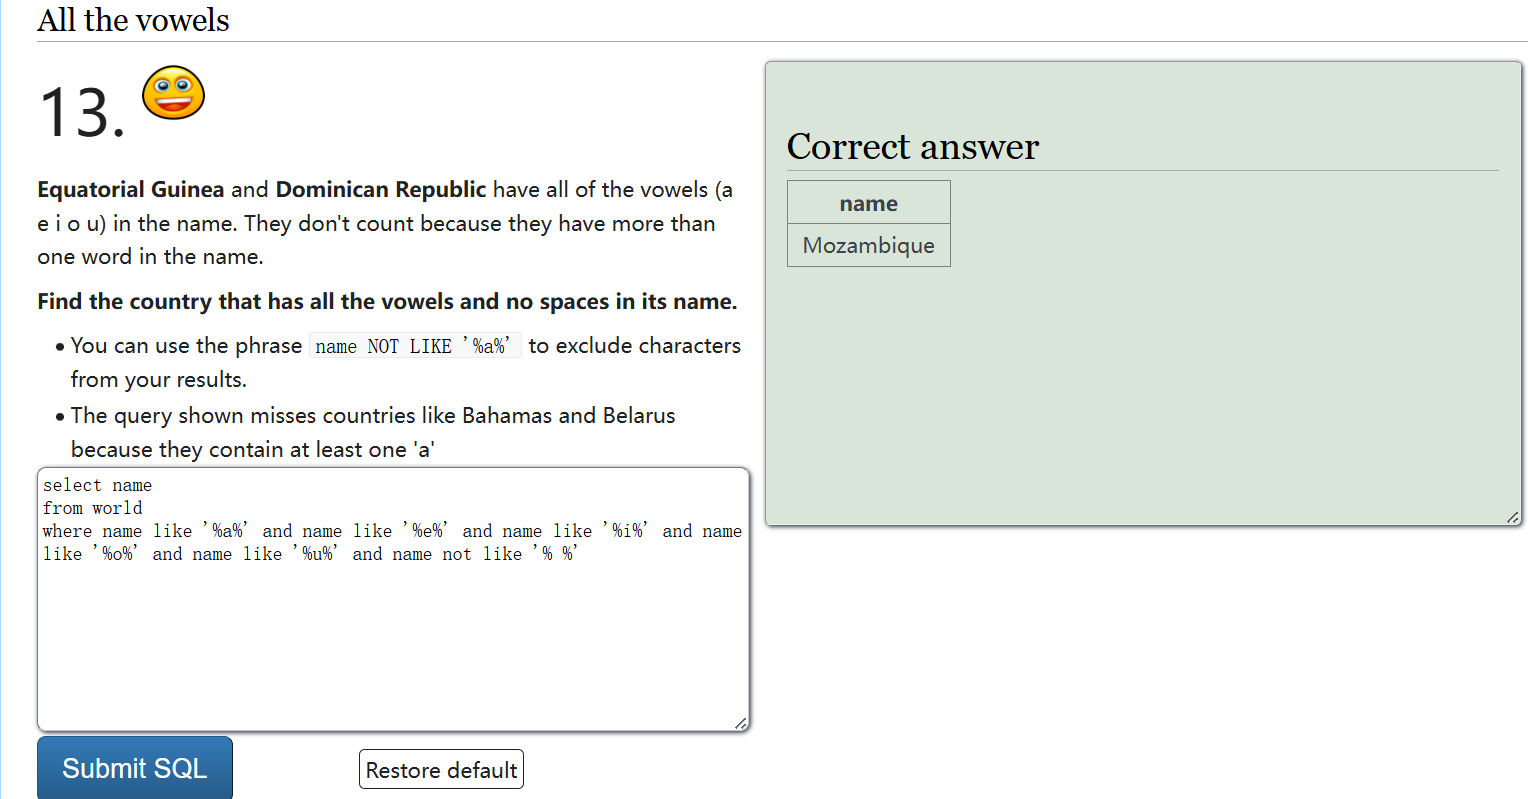 All the vowels
13.
Equatorial Guinea and Dominican Republic have all of the vowels (a
e i o u) in the name. They don't count because they have more than
one word in the name.
Find the country that has all the vowels and no spaces in its name.
• You can use the phrase name NOT LIKE '%a%' to exclude characters
from your results.
• The query shown misses countries like Bahamas and Belarus
because they contain at least one 'a'
select name
from world
where name like '%a%' and name like '%e%' and name like '%i%' and name
like '%o%' and name like '%u%' and name not like '% %'
Submit SQL
Restore default
Correct answer
name
Mozambique